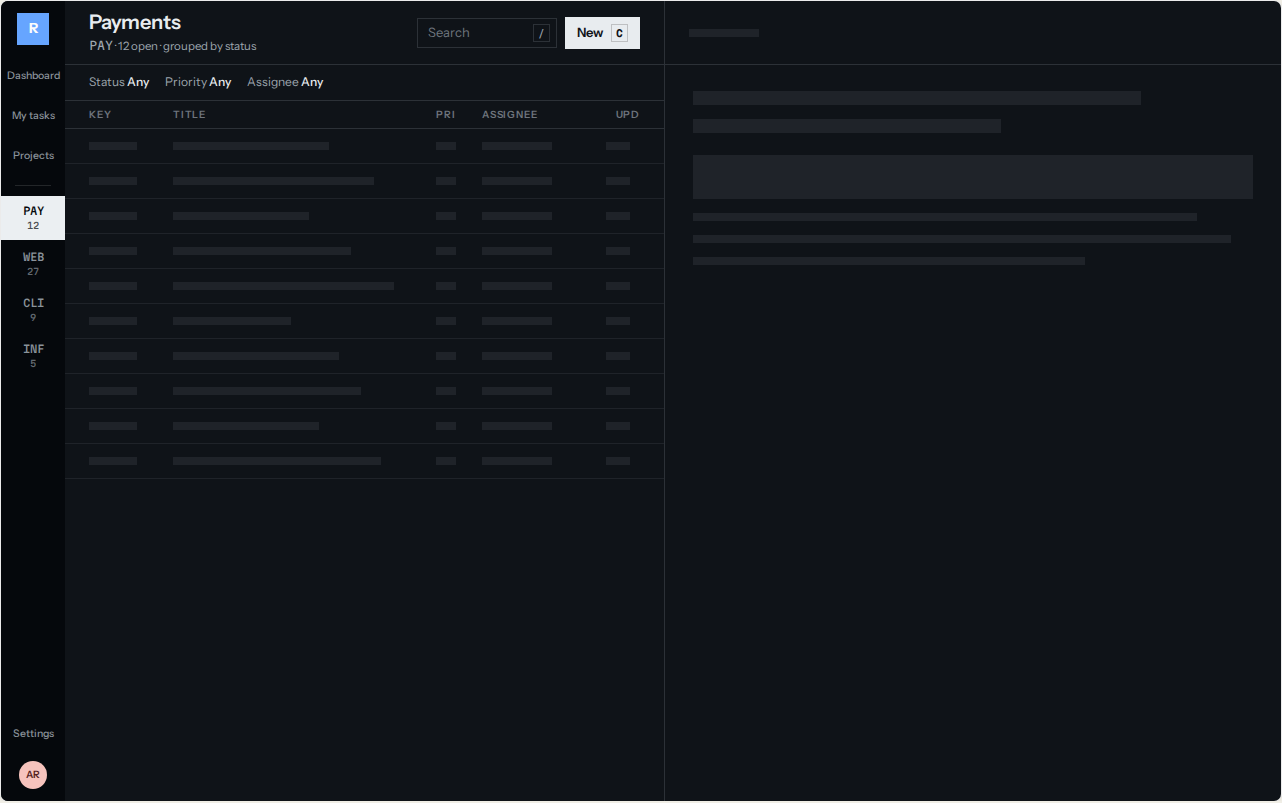 R
Dashboard
My tasks
Projects
PAY
12
WEB
27
CLI
9
INF
5
Settings
AR
Payments
PAY · 12 open · grouped by status
Search /
New C
Status Any Priority Any Assignee Any
KEY TITLE PRI ASSIGNEE UPD